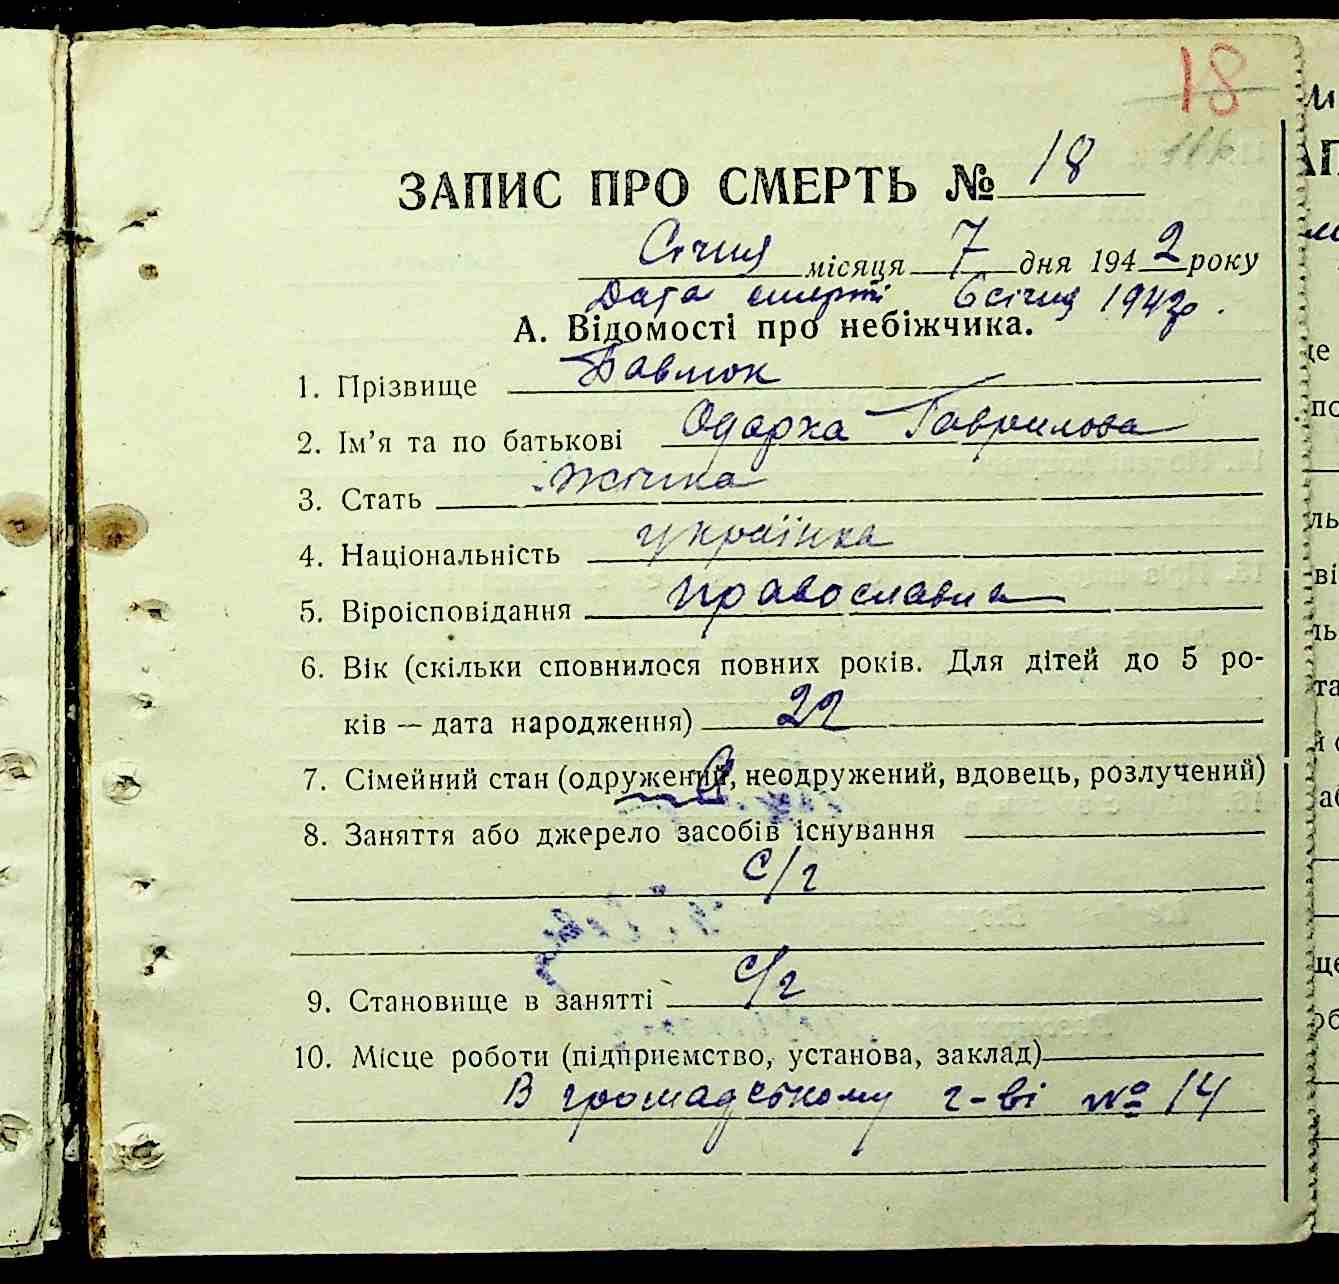 18
116
ЗАПИС ПРО СМЕРТЬ № 18
Січня місяця 7 дня 1942 року
Дата смерті 6 січня 1942р.
А. Відомості про небіжчика.
1. Прізвище Павлюк
2. Ім’я та по батькові Одарка Гаврилова
3. Стать жіноча
4. Національність українка
5. Віроісповідання православна
6. Вік (скільки сповнилося повних років. Для дітей до 5 ро-
ків — дата народження) 22
7. Сімейний стан (одружений, неодружений, вдовець, розлучений)
8. Заняття або джерело засобів існування
с/г
9. Становище в занятті с/г
10. Місце роботи (підприємство, установа, заклад)
В громадському г-ві № 14